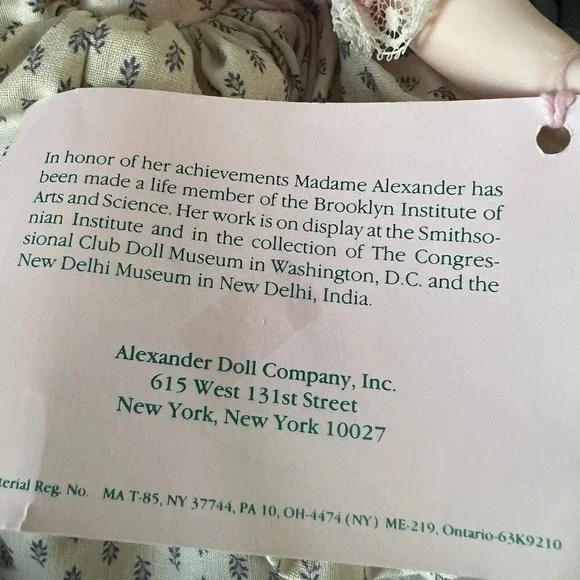 In honor of her achievements Madame Alexander has
been made a life member of the Brooklyn Institute of
Arts and Science. Her work is on display at the Smithso-
nian Institute and in the collection of The Congres-
sional Club Doll Museum in Washington, D.C. and the
New Delhi Museum in New Delhi, India.
Alexander Doll Company, Inc.
615 West 131st Street
New York, New York 10027
terial Reg. No. MA T-85, NY 37744, PA 10, OH-4474 (NY) ME-219, Ontario-63K9210